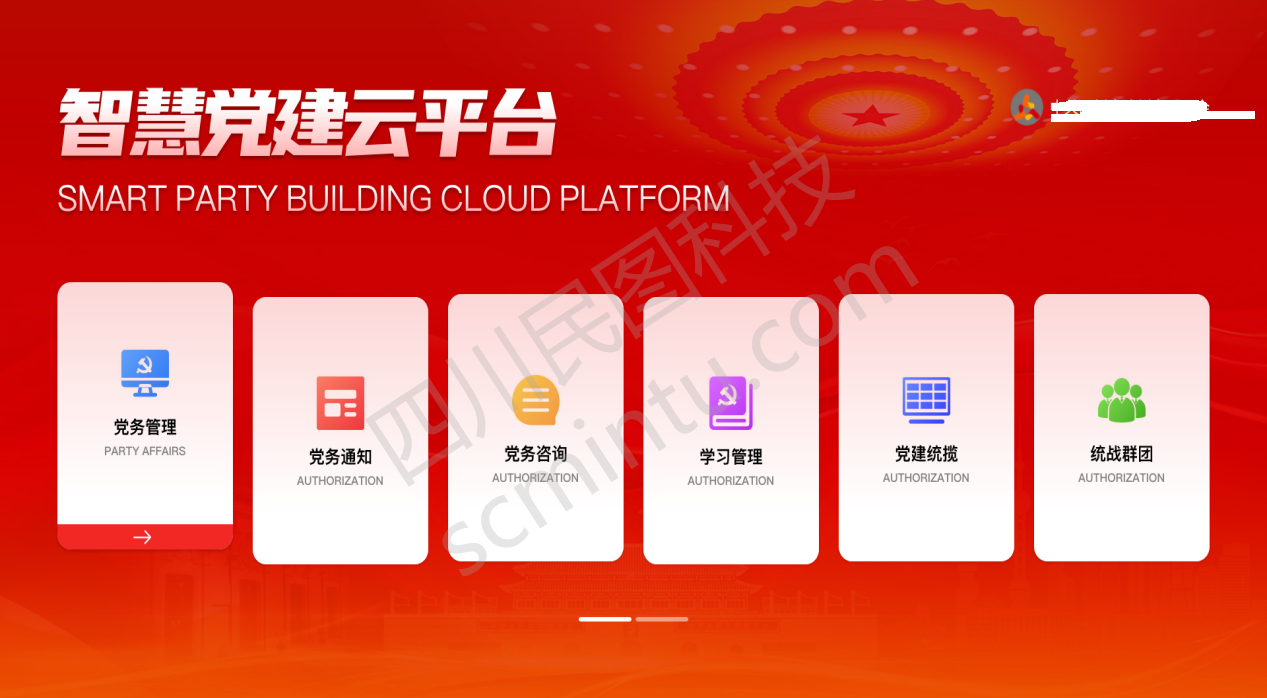 智慧党建云平台
SMART PARTY BUILDING CLOUD PLATFORM
党务管理
PARTY AFFAIRS
党务通知
AUTHORIZATION
党务咨询
AUTHORIZATION
学习管理
AUTHORIZATION
党建统揽
AUTHORIZATION
统战群团
AUTHORIZATION
四川民图科技
scmintu.com